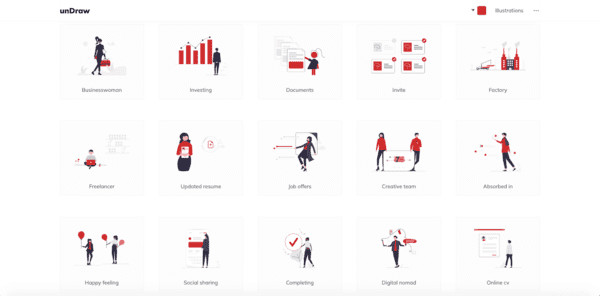 unDraw
Illustrations
Businesswoman
Investing
Documents
Invite
Factory
Freelancer
Updated resume
Job offers
Creative team
Absorbed in
Happy feeling
Social sharing
Completing
Digital nomad
Online cv